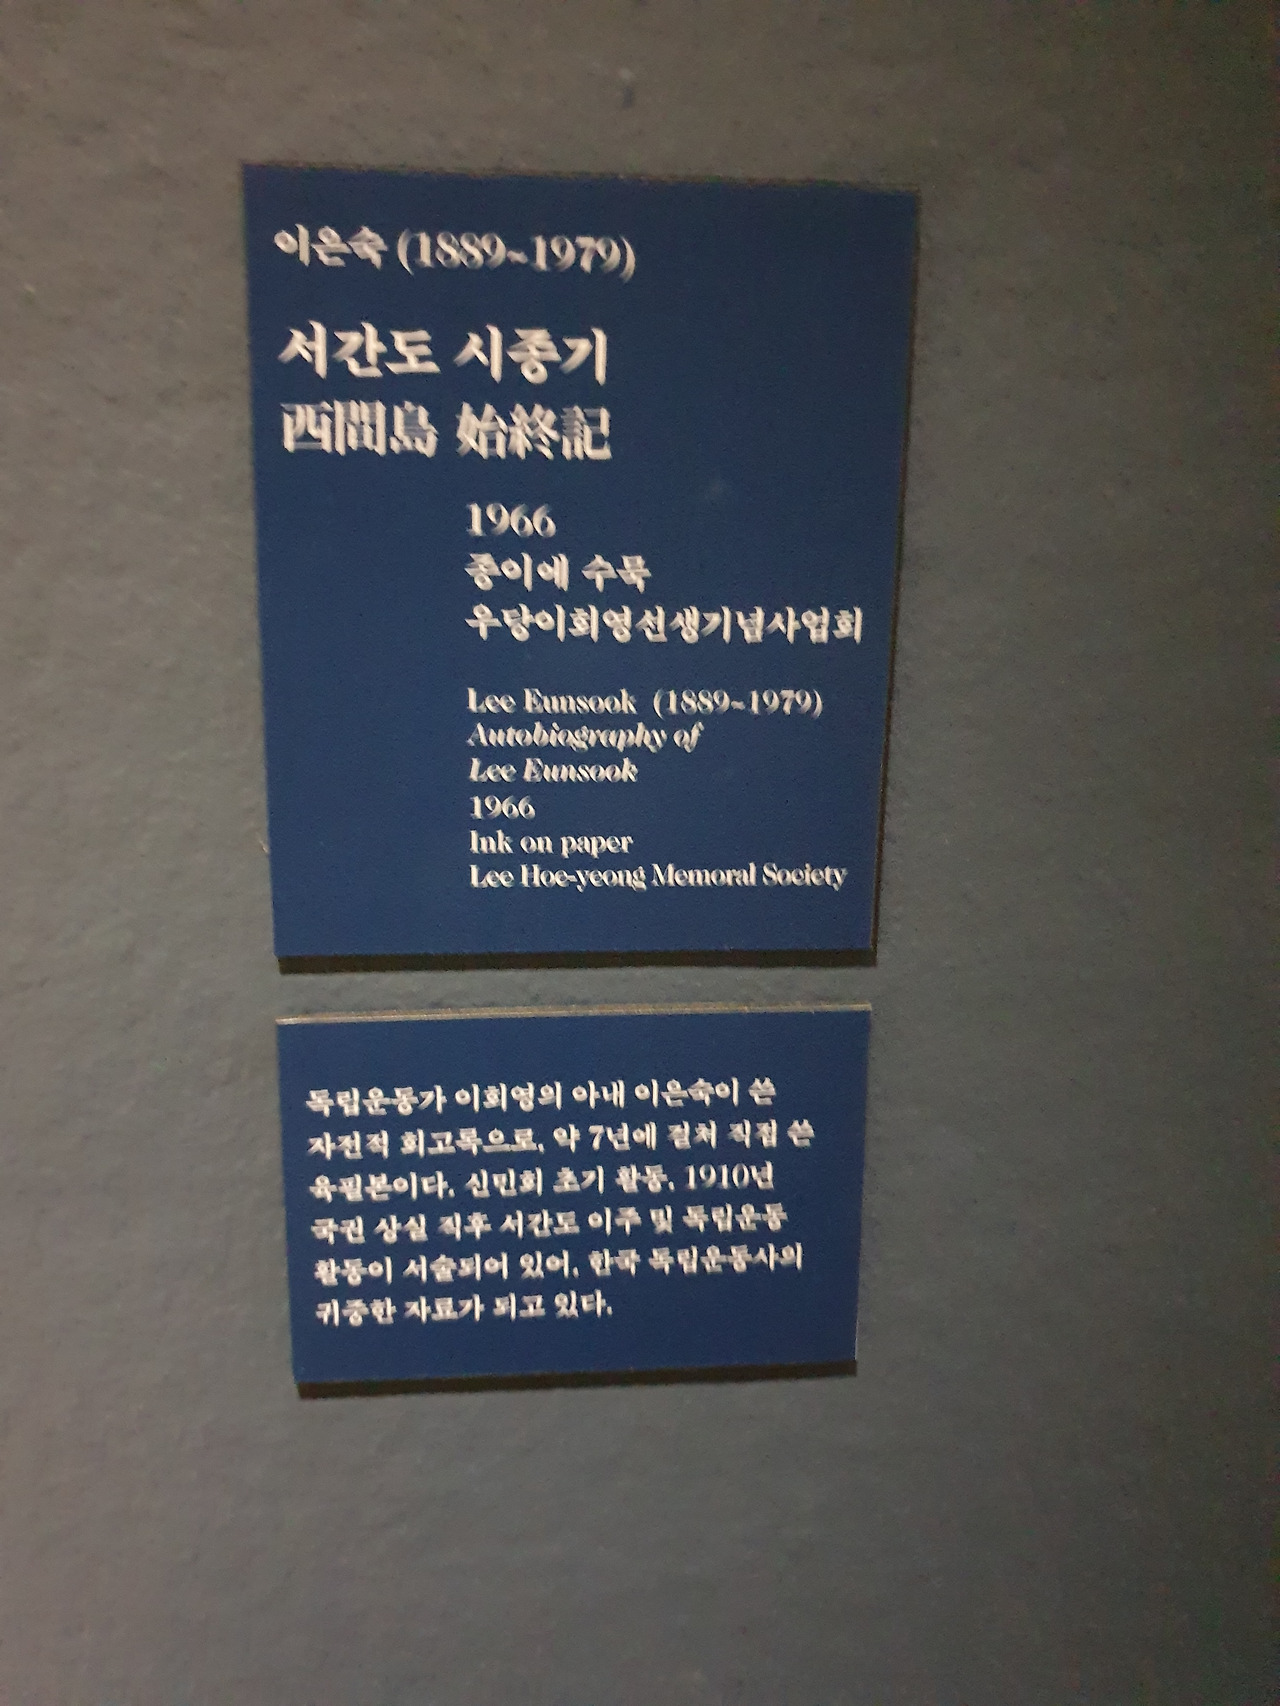 이은숙 (1889~1979)
서간도 시종기
西間島 始終記
1966
종이에 수묵
우당이회영선생기념사업회
Lee Eunsook (1889~1979)
Autobiography of
Lee Eunsook
1966
Ink on paper
Lee Hoe-yeong Memoral Society
독립운동가 이회영의 아내 이은숙이 쓴
자전적 회고록으로, 약 7년에 걸쳐 직접 쓴
육필본이다. 신민회 초기 활동, 1910년
국권 상실 직후 서간도 이주 및 독립운동
활동이 서술되어 있어, 한국 독립운동사의
귀중한 자료가 되고 있다.